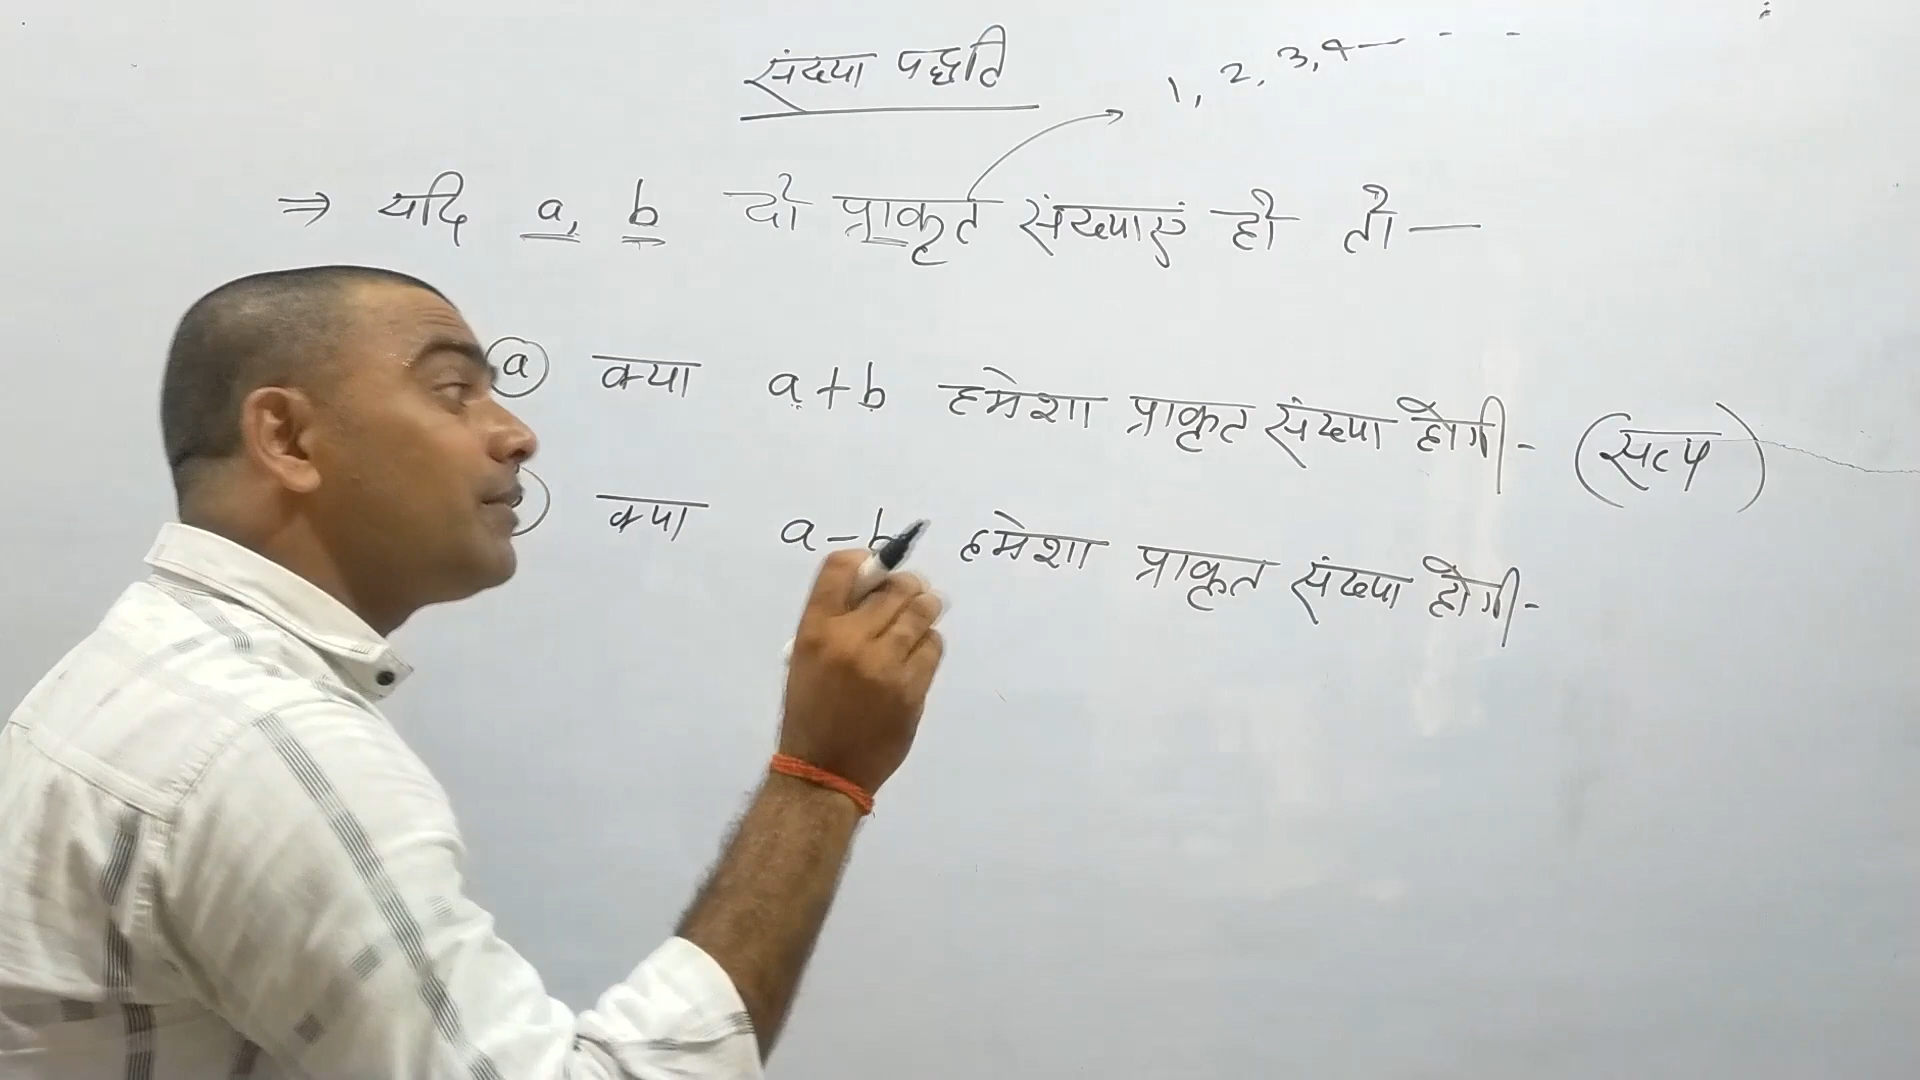 संख्या पद्धति
1, 2, 3, 4 — - -
⇒ यदि a, b दो प्राकृत संख्याएं हो तो —
(a) क्या a+b हमेशा प्राकृत संख्या होगी - (सत्य)
क्या a-b हमेशा प्राकृत संख्या होगी -